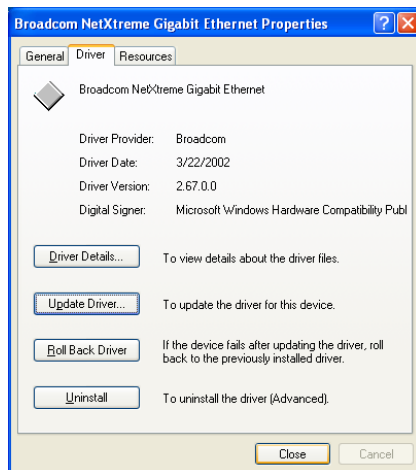 Broadcom NetXtreme Gigabit Ethernet Properties
General Driver Resources
Broadcom NetXtreme Gigabit Ethernet
Driver Provider: Broadcom
Driver Date: 3/22/2002
Driver Version: 2.67.0.0
Digital Signer: Microsoft Windows Hardware Compatibility Publ
Driver Details... To view details about the driver files.
Update Driver... To update the driver for this device.
Roll Back Driver If the device fails after updating the driver, roll
back to the previously installed driver.
Uninstall To uninstall the driver (Advanced).
Close Cancel